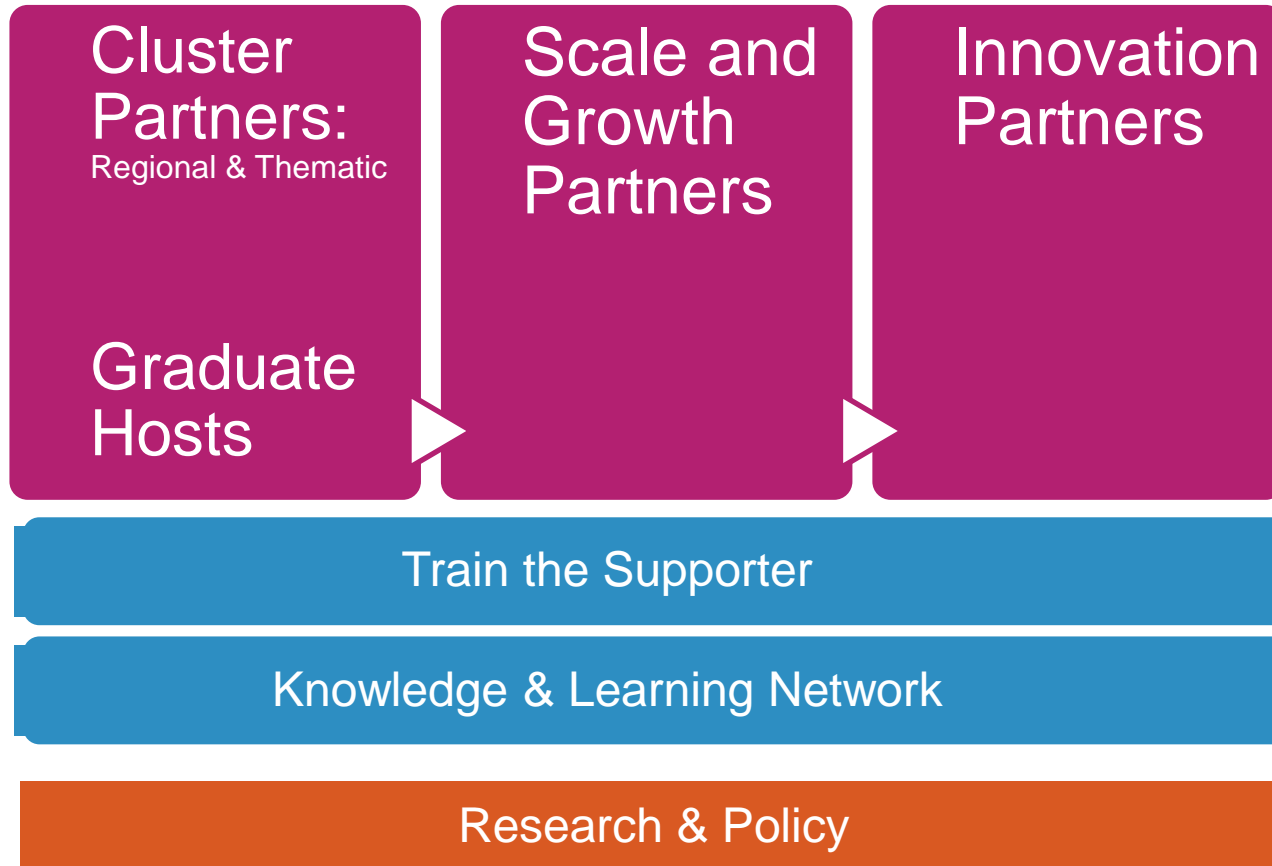 Cluster
Partners:
Regional & Thematic
Graduate
Hosts
Scale and
Growth
Partners
Innovation
Partners
Train the Supporter
Knowledge & Learning Network
Research & Policy